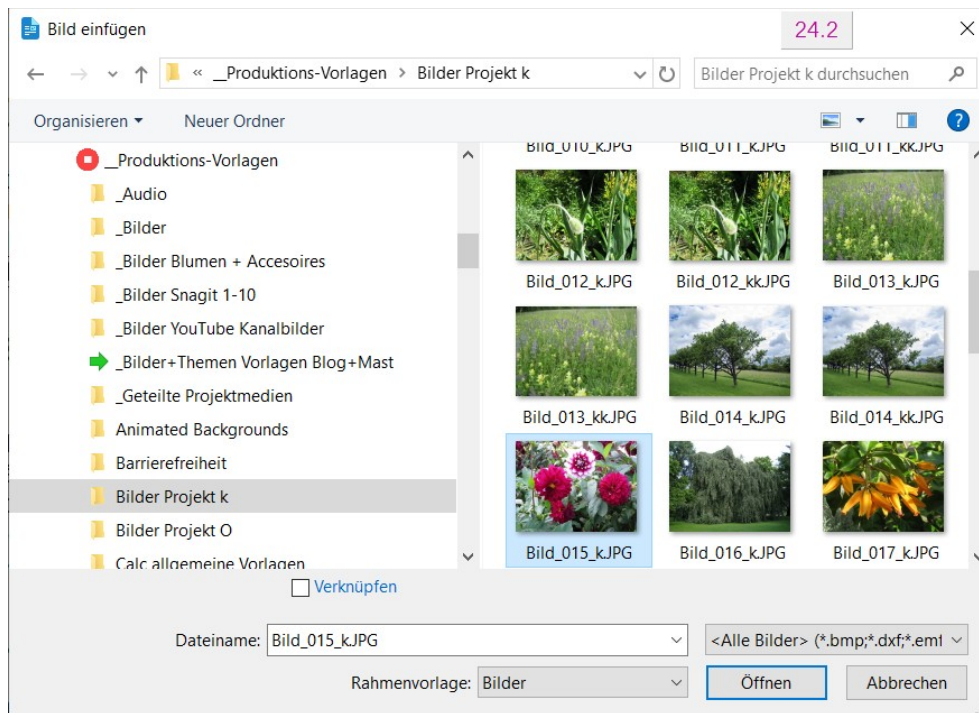 Bild einfügen
24.2
« __Produktions-Vorlagen > Bilder Projekt k
Bilder Projekt k durchsuchen
Organisieren
Neuer Ordner
?
__Produktions-Vorlagen
_Audio
_Bilder
_Bilder Blumen + Accesoires
_Bilder Snagit 1-10
_Bilder YouTube Kanalbilder
_Bilder+Themen Vorlagen Blog+Mast
_Geteilte Projektmedien
Animated Backgrounds
Barrierefreiheit
Bilder Projekt k
Bilder Projekt O
Calc allgemeine Vorlagen
Bild_010_k.JPG Bild_011_k.JPG Bild_011_kk.JPG
Bild_012_k.JPG Bild_012_kk.JPG Bild_013_k.JPG
Bild_013_kk.JPG Bild_014_k.JPG Bild_014_kk.JPG
Bild_015_k.JPG Bild_016_k.JPG Bild_017_k.JPG
Verknüpfen
Dateiname: Bild_015_k.JPG
<Alle Bilder> (*.bmp;*.dxf;*.emf
Rahmenvorlage: Bilder
Öffnen
Abbrechen